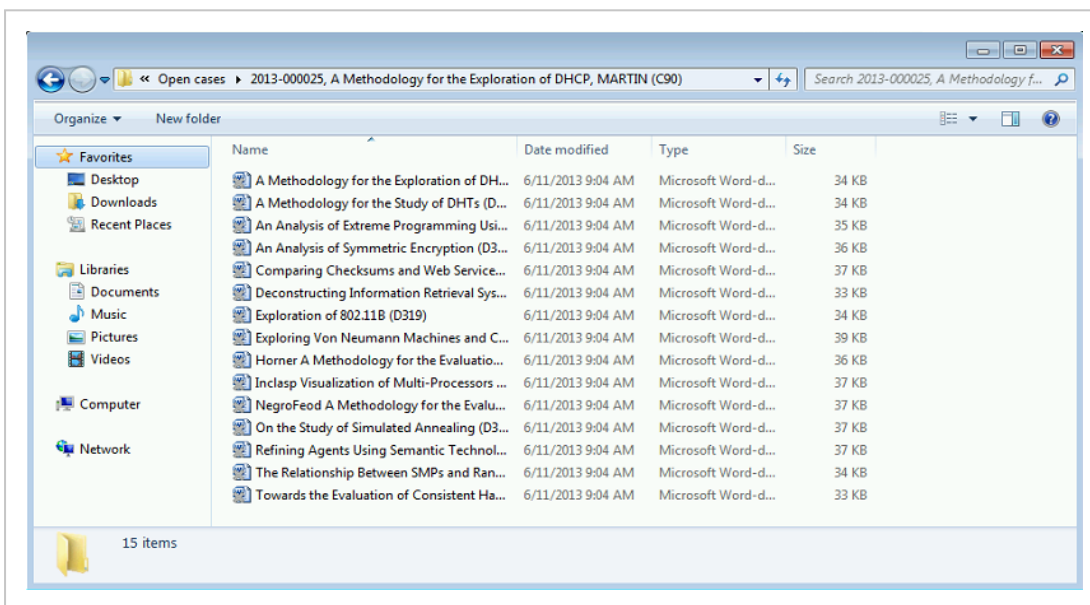 « Open cases ▸ 2013-000025, A Methodology for the Exploration of DHCP, MARTIN (C90) Search 2013-000025, A Methodology f...
Organize New folder
Favorites
Desktop
Downloads
Recent Places
Libraries
Documents
Music
Pictures
Videos
Computer
Network
Name Date modified Type Size
A Methodology for the Exploration of DH... 6/11/2013 9:04 AM Microsoft Word-d... 34 KB
A Methodology for the Study of DHTs (D... 6/11/2013 9:04 AM Microsoft Word-d... 34 KB
An Analysis of Extreme Programming Usi... 6/11/2013 9:04 AM Microsoft Word-d... 35 KB
An Analysis of Symmetric Encryption (D3... 6/11/2013 9:04 AM Microsoft Word-d... 36 KB
Comparing Checksums and Web Service... 6/11/2013 9:04 AM Microsoft Word-d... 37 KB
Deconstructing Information Retrieval Sys... 6/11/2013 9:04 AM Microsoft Word-d... 33 KB
Exploration of 802.11B (D319) 6/11/2013 9:04 AM Microsoft Word-d... 34 KB
Exploring Von Neumann Machines and C... 6/11/2013 9:04 AM Microsoft Word-d... 39 KB
Horner A Methodology for the Evaluatio... 6/11/2013 9:04 AM Microsoft Word-d... 36 KB
Inclasp Visualization of Multi-Processors ... 6/11/2013 9:04 AM Microsoft Word-d... 37 KB
NegroFeod A Methodology for the Evalu... 6/11/2013 9:04 AM Microsoft Word-d... 37 KB
On the Study of Simulated Annealing (D3... 6/11/2013 9:04 AM Microsoft Word-d... 37 KB
Refining Agents Using Semantic Technol... 6/11/2013 9:04 AM Microsoft Word-d... 37 KB
The Relationship Between SMPs and Ran... 6/11/2013 9:04 AM Microsoft Word-d... 34 KB
Towards the Evaluation of Consistent Ha... 6/11/2013 9:04 AM Microsoft Word-d... 33 KB
15 items